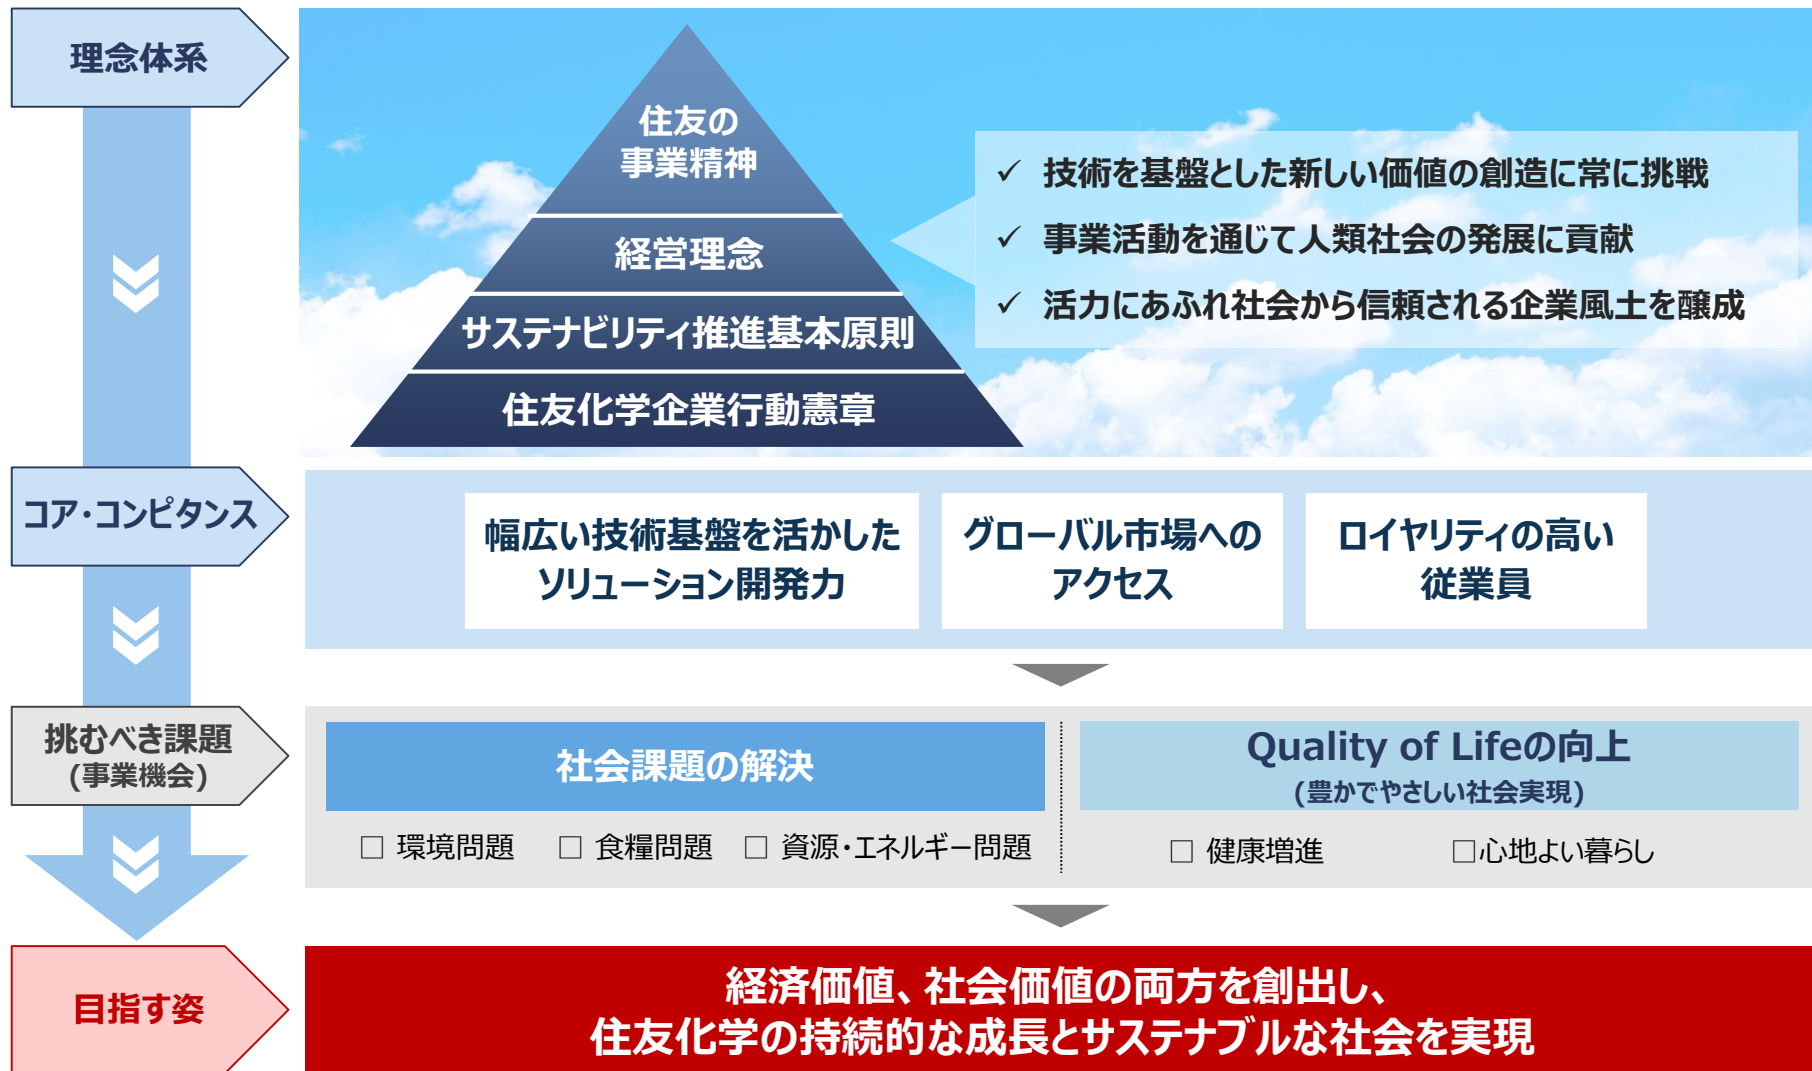 理念体系
住友の
事業精神
経営理念
サステナビリティ推進基本原則
住友化学企業行動憲章
✓ 技術を基盤とした新しい価値の創造に常に挑戦
✓ 事業活動を通じて人類社会の発展に貢献
✓ 活力にあふれ社会から信頼される企業風土を醸成
コア・コンピタンス
幅広い技術基盤を活かした
ソリューション開発力
グローバル市場への
アクセス
ロイヤリティの高い
従業員
挑むべき課題
(事業機会)
社会課題の解決
□ 環境問題 □ 食糧問題 □ 資源・エネルギー問題
Quality of Lifeの向上
(豊かでやさしい社会実現)
□ 健康増進 □心地よい暮らし
目指す姿
経済価値、社会価値の両方を創出し、
住友化学の持続的な成長とサステナブルな社会を実現